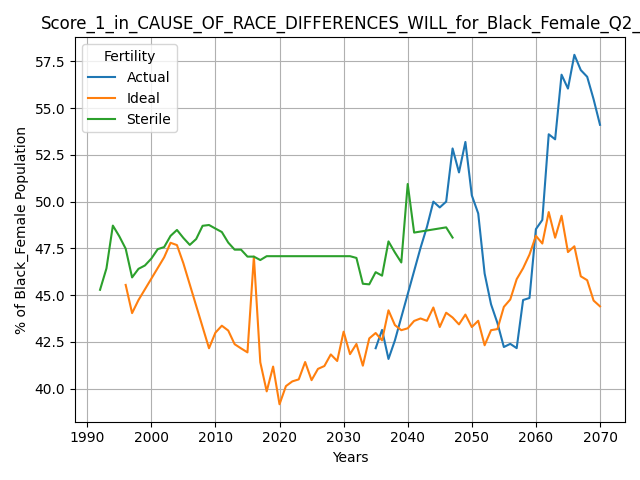 Score_1_in_CAUSE_OF_RACE_DIFFERENCES_WILL_for_Black_Female_Q2_
Fertility
Actual
Ideal
Sterile
57.5
55.0
52.5
50.0
47.5
45.0
42.5
40.0
% of Black_Female Population
1990 2000 2010 2020 2030 2040 2050 2060 2070
Years